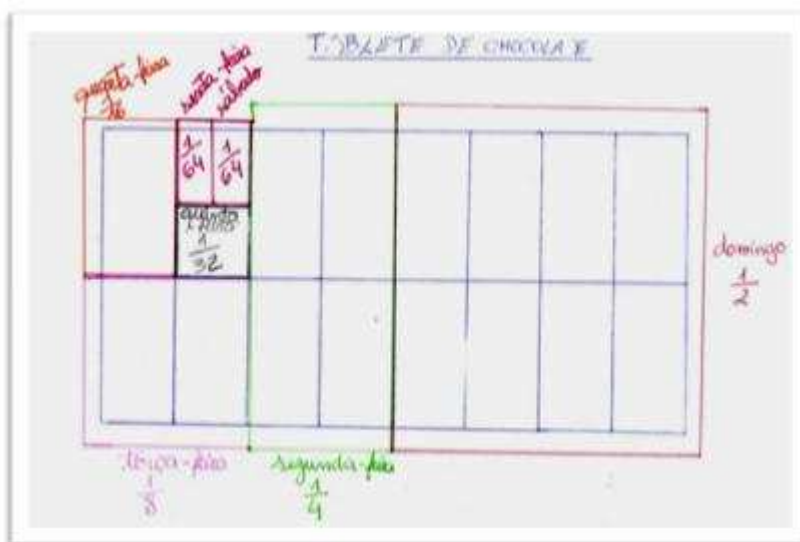 TABLETE DE CHOCOLATE
quarta-feira
1/16
sexta-feira
sábado
1/64
1/64
quinta
feira
1/32
domingo
1/2
terça-feira
1/8
segunda-feira
1/4